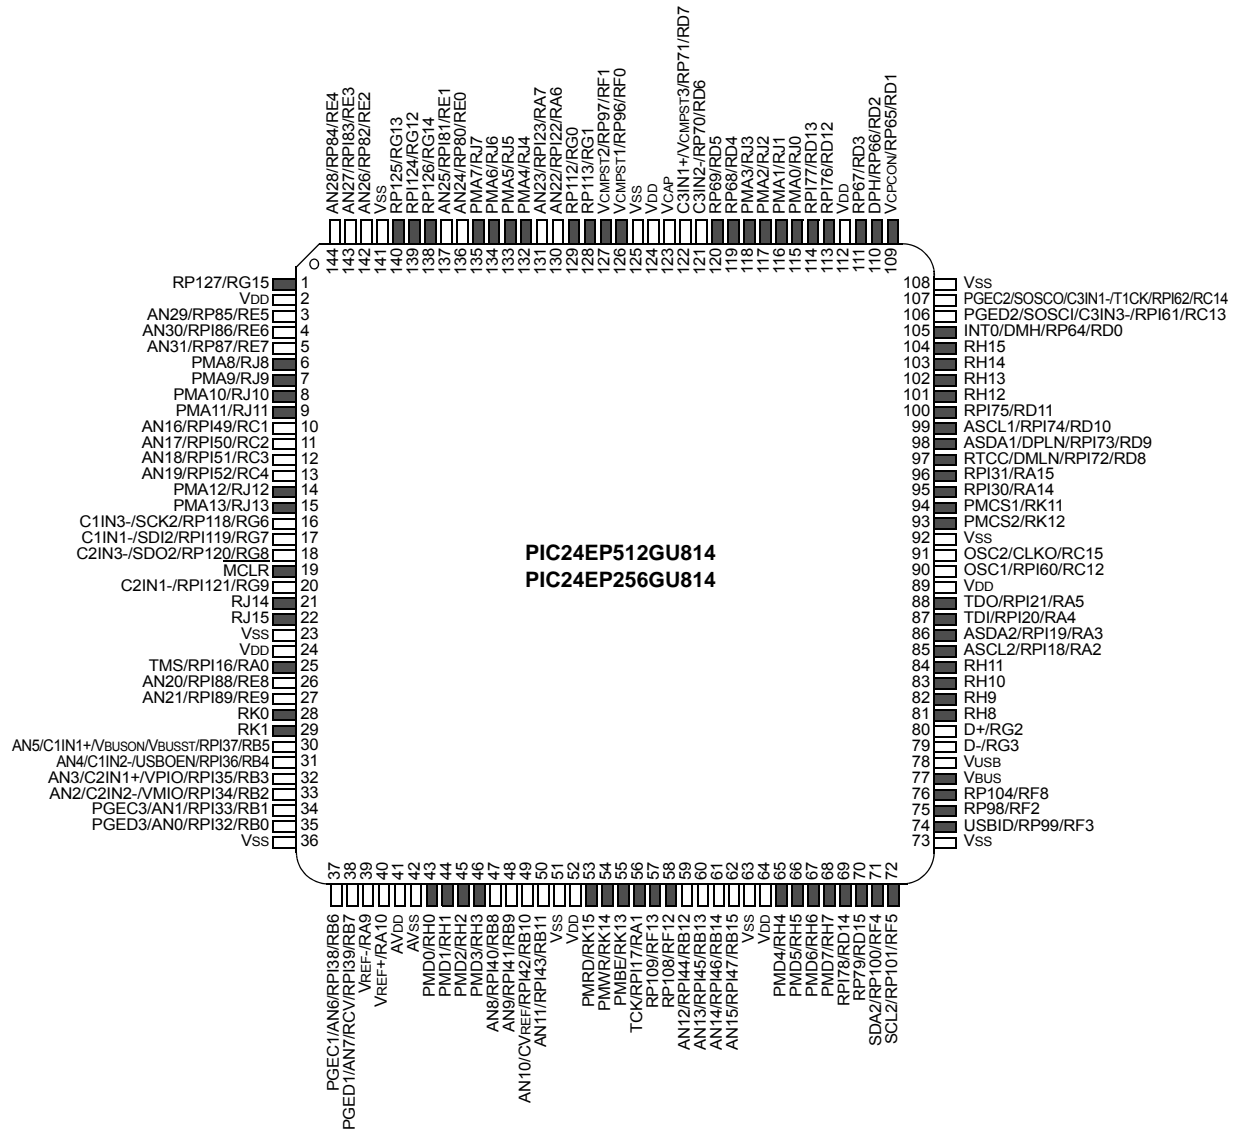 AN28/RP84/RE4
AN27/RPI83/RE3
AN26/RP82/RE2
VSS
RP125/RG13
RPI124/RG12
RP126/RG14
AN25/RPI81/RE1
AN24/RP80/RE0
PMA7/RJ7
PMA6/RJ6
PMA5/RJ5
PMA4/RJ4
AN23/RPI23/RA7
AN22/RPI22/RA6
RP112/RG0
RP113/RG1
VCMPST2/RP97/RF1
VCMPST1/RP96/RF0
VSS
VDD
VCAP
C3IN1+/VCMPST3/RP71/RD7
C3IN2-/RP70/RD6
RP69/RD5
RP68/RD4
PMA3/RJ3
PMA2/RJ2
PMA1/RJ1
PMA0/RJ0
RPI77/RD13
RPI76/RD12
VDD
RP67/RD3
DPH/RP66/RD2
VCPCON/RP65/RD1
144
143
142
141
140
139
138
137
136
135
134
133
132
131
130
129
128
127
126
125
124
123
122
121
120
119
118
117
116
115
114
113
112
111
110
109
RP127/RG15 1
VDD 2
AN29/RP85/RE5 3
AN30/RPI86/RE6 4
AN31/RP87/RE7 5
PMA8/RJ8 6
PMA9/RJ9 7
PMA10/RJ10 8
PMA11/RJ11 9
AN16/RPI49/RC1 10
AN17/RPI50/RC2 11
AN18/RPI51/RC3 12
AN19/RPI52/RC4 13
PMA12/RJ12 14
PMA13/RJ13 15
C1IN3-/SCK2/RP118/RG6 16
C1IN1-/SDI2/RPI119/RG7 17
C2IN3-/SDO2/RP120/RG8 18
MCLR 19
C2IN1-/RPI121/RG9 20
RJ14 21
RJ15 22
VSS 23
VDD 24
TMS/RPI16/RA0 25
AN20/RPI88/RE8 26
AN21/RPI89/RE9 27
RK0 28
RK1 29
AN5/C1IN1+/VBUSON/VBUSST/RPI37/RB5 30
AN4/C1IN2-/USBOEN/RPI36/RB4 31
AN3/C2IN1+/VPIO/RPI35/RB3 32
AN2/C2IN2-/VMIO/RPI34/RB2 33
PGEC3/AN1/RPI33/RB1 34
PGED3/AN0/RPI32/RB0 35
VSS 36
PIC24EP512GU814
PIC24EP256GU814
108 VSS
107 PGEC2/SOSCO/C3IN1-/T1CK/RPI62/RC14
106 PGED2/SOSCI/C3IN3-/RPI61/RC13
105 INT0/DMH/RP64/RD0
104 RH15
103 RH14
102 RH13
101 RH12
100 RPI75/RD11
99 ASCL1/RPI74/RD10
98 ASDA1/DPLN/RPI73/RD9
97 RTCC/DMLN/RPI72/RD8
96 RPI31/RA15
95 RPI30/RA14
94 PMCS1/RK11
93 PMCS2/RK12
92 VSS
91 OSC2/CLKO/RC15
90 OSC1/RPI60/RC12
89 VDD
88 TDO/RPI21/RA5
87 TDI/RPI20/RA4
86 ASDA2/RPI19/RA3
85 ASCL2/RPI18/RA2
84 RH11
83 RH10
82 RH9
81 RH8
80 D+/RG2
79 D-/RG3
78 VUSB
77 VBUS
76 RP104/RF8
75 RP98/RF2
74 USBID/RP99/RF3
73 VSS
37
38
39
40
41
42
43
44
45
46
47
48
49
50
51
52
53
54
55
56
57
58
59
60
61
62
63
64
65
66
67
68
69
70
71
72
PGEC1/AN6/RPI38/RB6
PGED1/AN7/RCV/RPI39/RB7
VREF-/RA9
VREF+/RA10
AVDD
AVSS
PMD0/RH0
PMD1/RH1
PMD2/RH2
PMD3/RH3
AN8/RPI40/RB8
AN9/RPI41/RB9
AN10/CVREF/RPI42/RB10
AN11/RPI43/RB11
VSS
VDD
PMRD/RK15
PMWR/RK14
PMBE/RK13
TCK/RPI17/RA1
RP109/RF13
RP108/RF12
AN12/RPI44/RB12
AN13/RPI45/RB13
AN14/RPI46/RB14
AN15/RPI47/RB15
VSS
VDD
PMD4/RH4
PMD5/RH5
PMD6/RH6
PMD7/RH7
RPI78/RD14
RP79/RD15
SDA2/RP100/RF4
SCL2/RP101/RF5